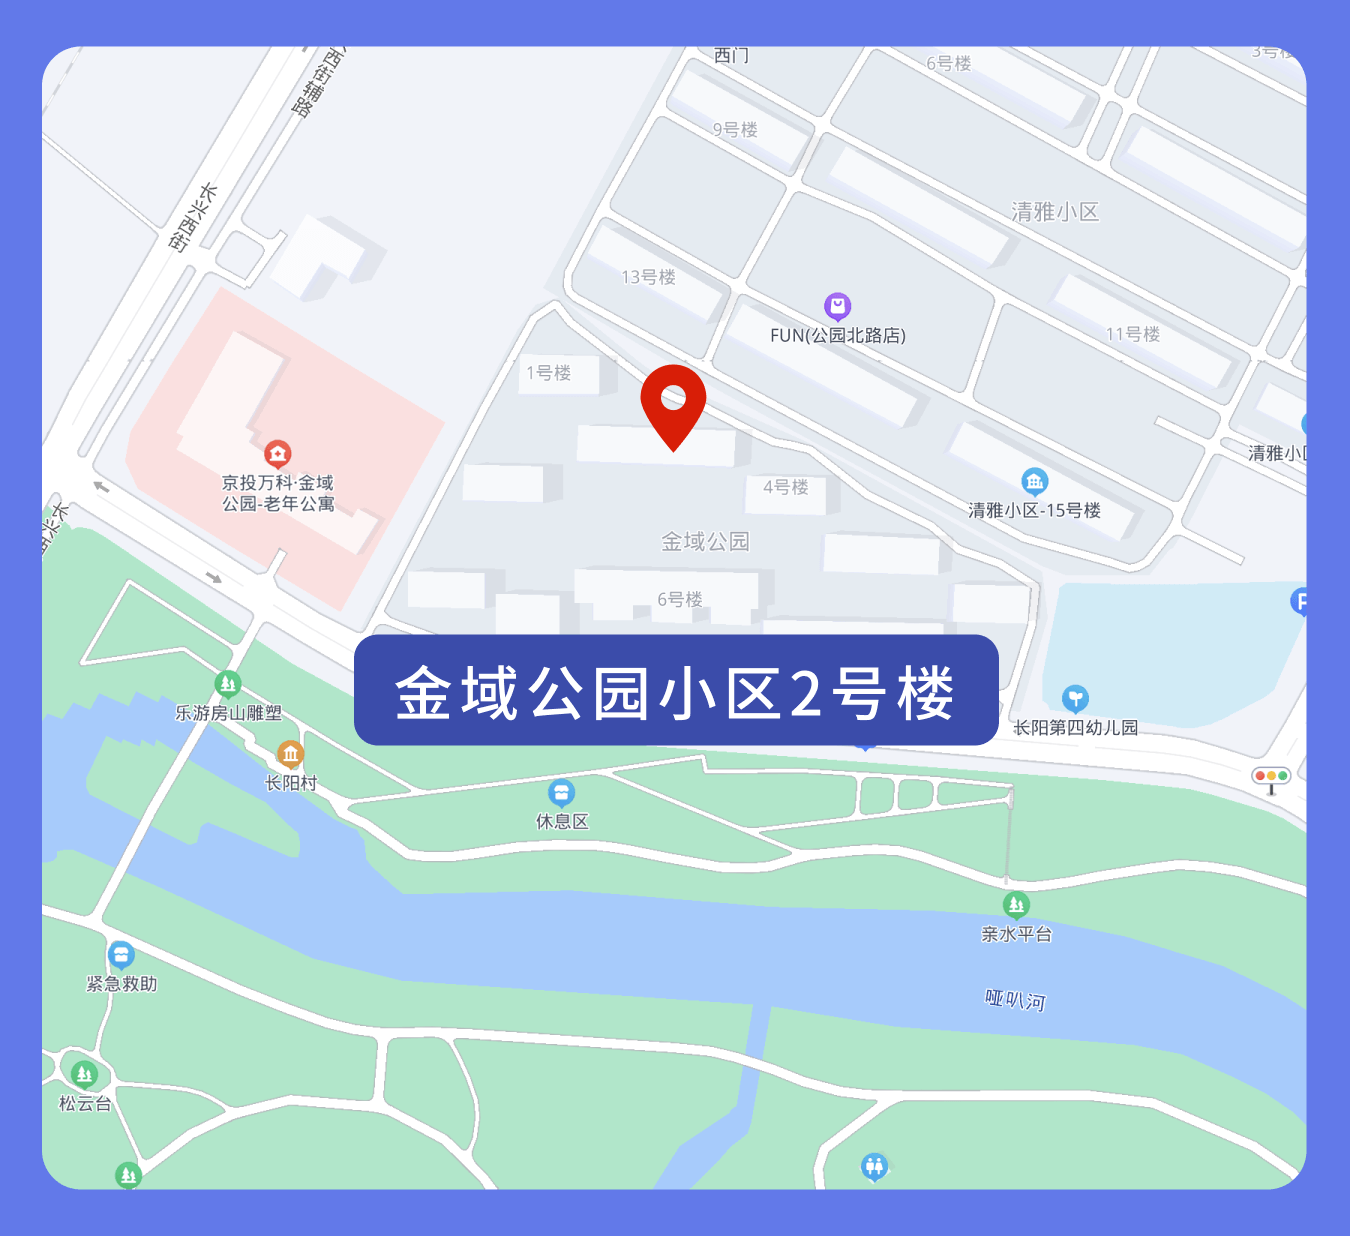 西门
6号楼
3号楼
西街辅路
9号楼
长兴西街
清雅小区
13号楼
FUN(公园北路店)
11号楼
1号楼
清雅小区
京投万科·金域
公园-老年公寓
4号楼
清雅小区-15号楼
金域公园
6号楼
金域公园小区2号楼
乐游房山雕塑
长阳第四幼儿园
长阳村
休息区
亲水平台
紧急救助
哑叭河
松云台